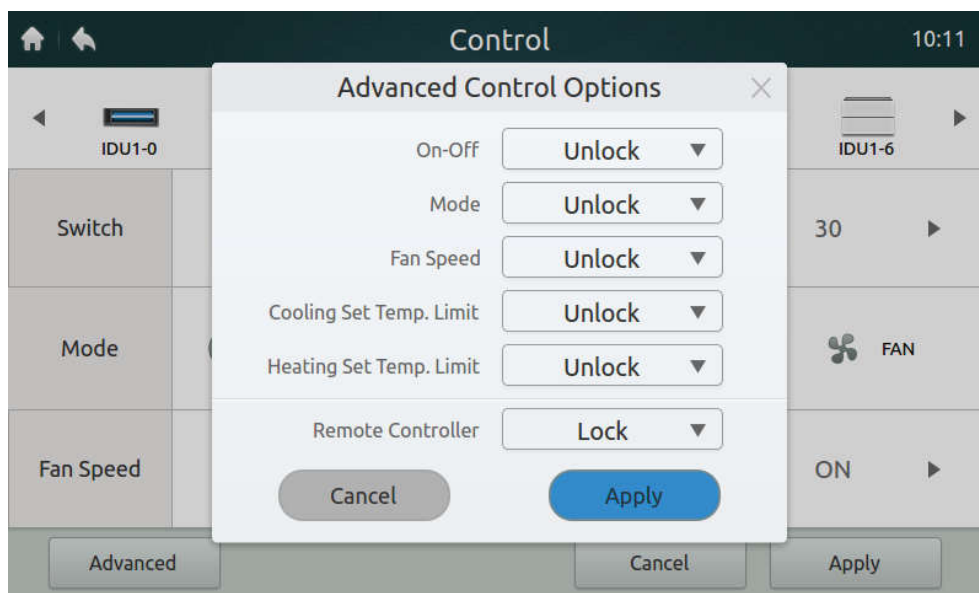 Control
10:11
Advanced Control Options
IDU1-0
IDU1-6
On-Off Unlock
Mode Unlock
Switch
30
Fan Speed Unlock
Cooling Set Temp. Limit Unlock
Mode
FAN
Heating Set Temp. Limit Unlock
Remote Controller Lock
Fan Speed
ON
Cancel Apply
Advanced Cancel Apply